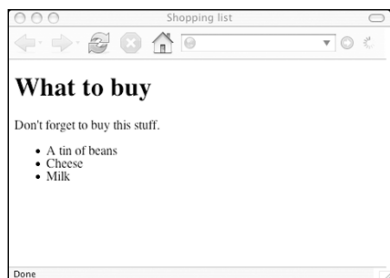 Shopping list
What to buy
Don't forget to buy this stuff.
A tin of beans
Cheese
Milk
Done